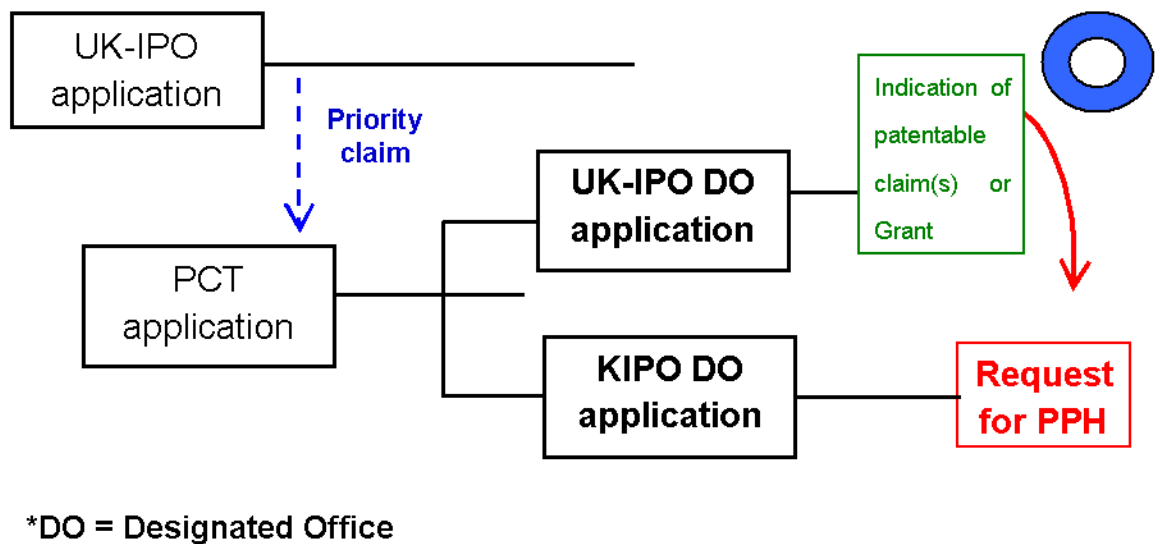 UK-IPO
application
Priority
claim
Indication of
patentable
claim(s) or
Grant
UK-IPO DO
application
PCT
application
KIPO DO
application
Request
for PPH
*DO = Designated Office